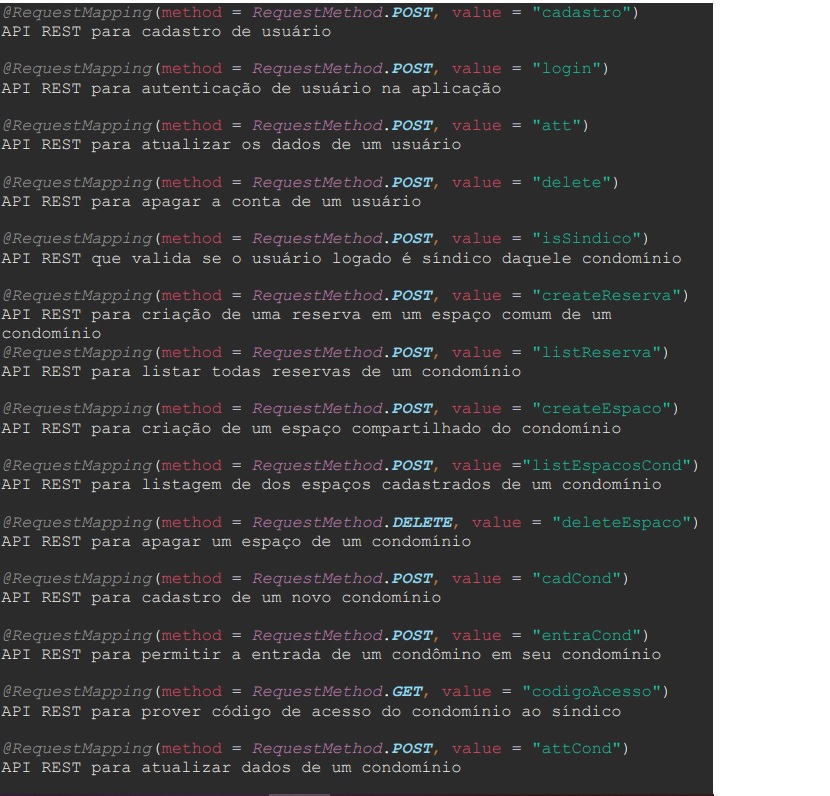 @RequestMapping(method = RequestMethod.POST, value = "cadastro")
API REST para cadastro de usuário
@RequestMapping(method = RequestMethod.POST, value = "login")
API REST para autenticação de usuário na aplicação
@RequestMapping(method = RequestMethod.POST, value = "att")
API REST para atualizar os dados de um usuário
@RequestMapping(method = RequestMethod.POST, value = "delete")
API REST para apagar a conta de um usuário
@RequestMapping(method = RequestMethod.POST, value = "isSindico")
API REST que valida se o usuário logado é síndico daquele condomínio
@RequestMapping(method = RequestMethod.POST, value = "createReserva")
API REST para criação de uma reserva em um espaço comum de um
condomínio
@RequestMapping(method = RequestMethod.POST, value = "listReserva")
API REST para listar todas reservas de um condomínio
@RequestMapping(method = RequestMethod.POST, value = "createEspaco")
API REST para criação de um espaço compartilhado do condomínio
@RequestMapping(method = RequestMethod.POST, value ="listEspacosCond")
API REST para listagem de dos espaços cadastrados de um condomínio
@RequestMapping(method = RequestMethod.DELETE, value = "deleteEspaco")
API REST para apagar um espaço de um condomínio
@RequestMapping(method = RequestMethod.POST, value = "cadCond")
API REST para cadastro de um novo condomínio
@RequestMapping(method = RequestMethod.POST, value = "entraCond")
API REST para permitir a entrada de um condômino em seu condomínio
@RequestMapping(method = RequestMethod.GET, value = "codigoAcesso")
API REST para prover código de acesso do condomínio ao síndico
@RequestMapping(method = RequestMethod.POST, value = "attCond")
API REST para atualizar dados de um condomínio